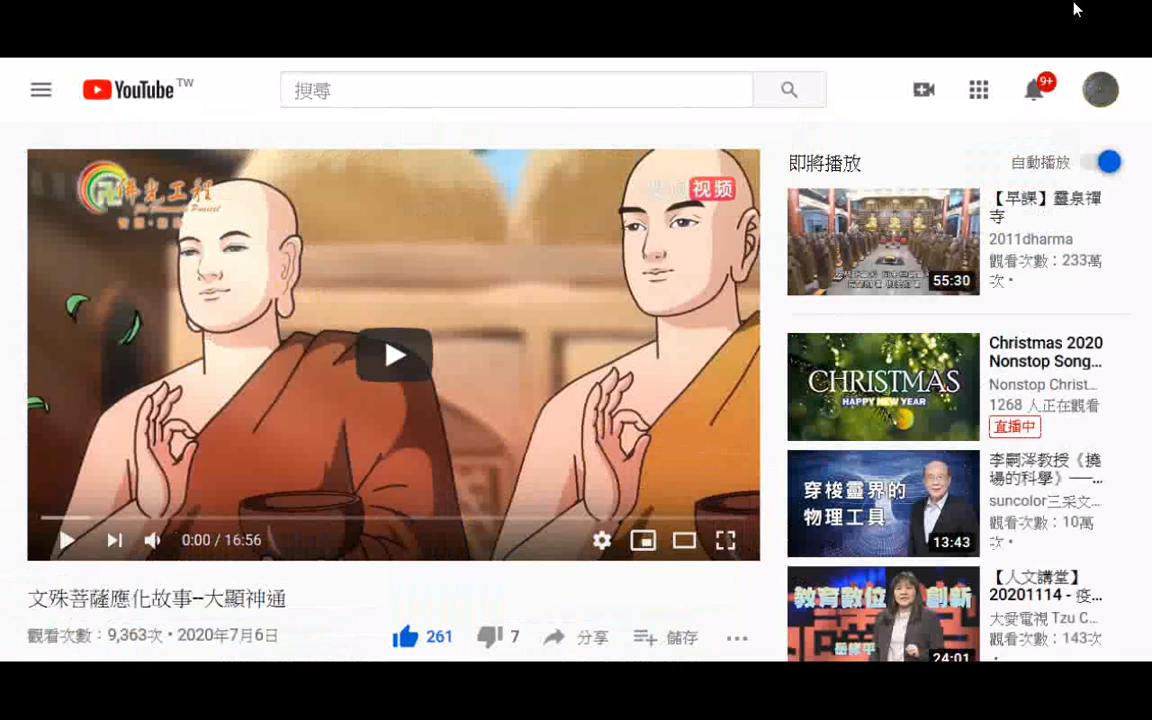 YouTube TW
搜尋
9+
佛光工程
视频
0:00 / 16:56
文殊菩薩應化故事--大顯神通
觀看次數：9,363次 • 2020年7月6日
261
7
分享
儲存
即將播放
自動播放
【早課】靈泉禪
寺
2011dharma
觀看次數：233萬
次 •
55:30
CHRISTMAS
HAPPY NEW YEAR
Christmas 2020
Nonstop Song...
Nonstop Christ...
1268 人正在觀看
直播中
穿梭靈界的
物理工具
13:43
李嗣涔教授《撓
場的科學》──...
suncolor三采文...
觀看次數：10萬
次 •
教育數位
創新
岳修平
24:01
【人文講堂】
20201114 - 疫...
大愛電視 Tzu C...
觀看次數：143次
•